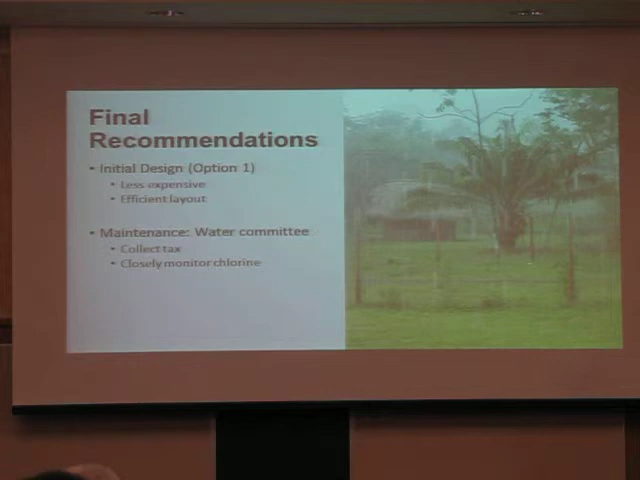 Final
Recommendations
• Initial Design (Option 1)
• Less expensive
• Efficient layout
• Maintenance: Water committee
• Collect tax
• Closely monitor chlorine